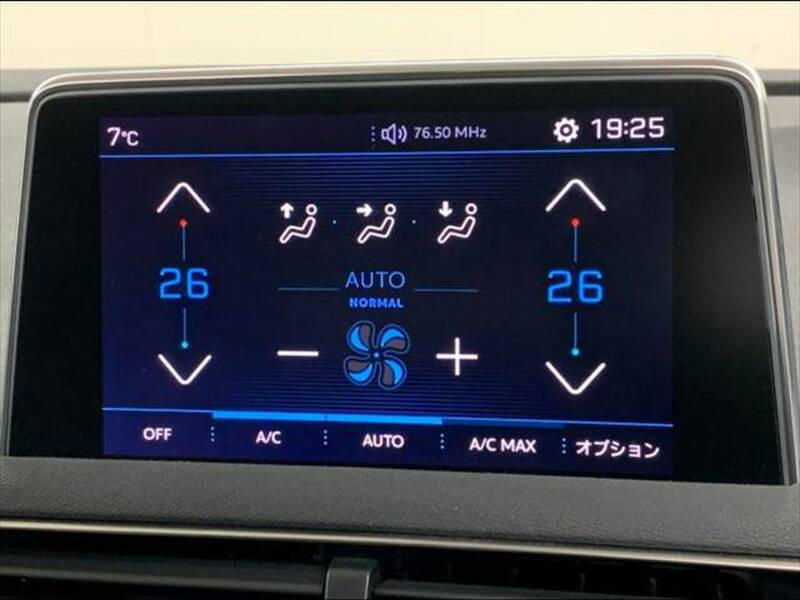 7°C 76.50 MHz 19:25
26 AUTO 26
NORMAL
OFF A/C AUTO A/C MAX オプション